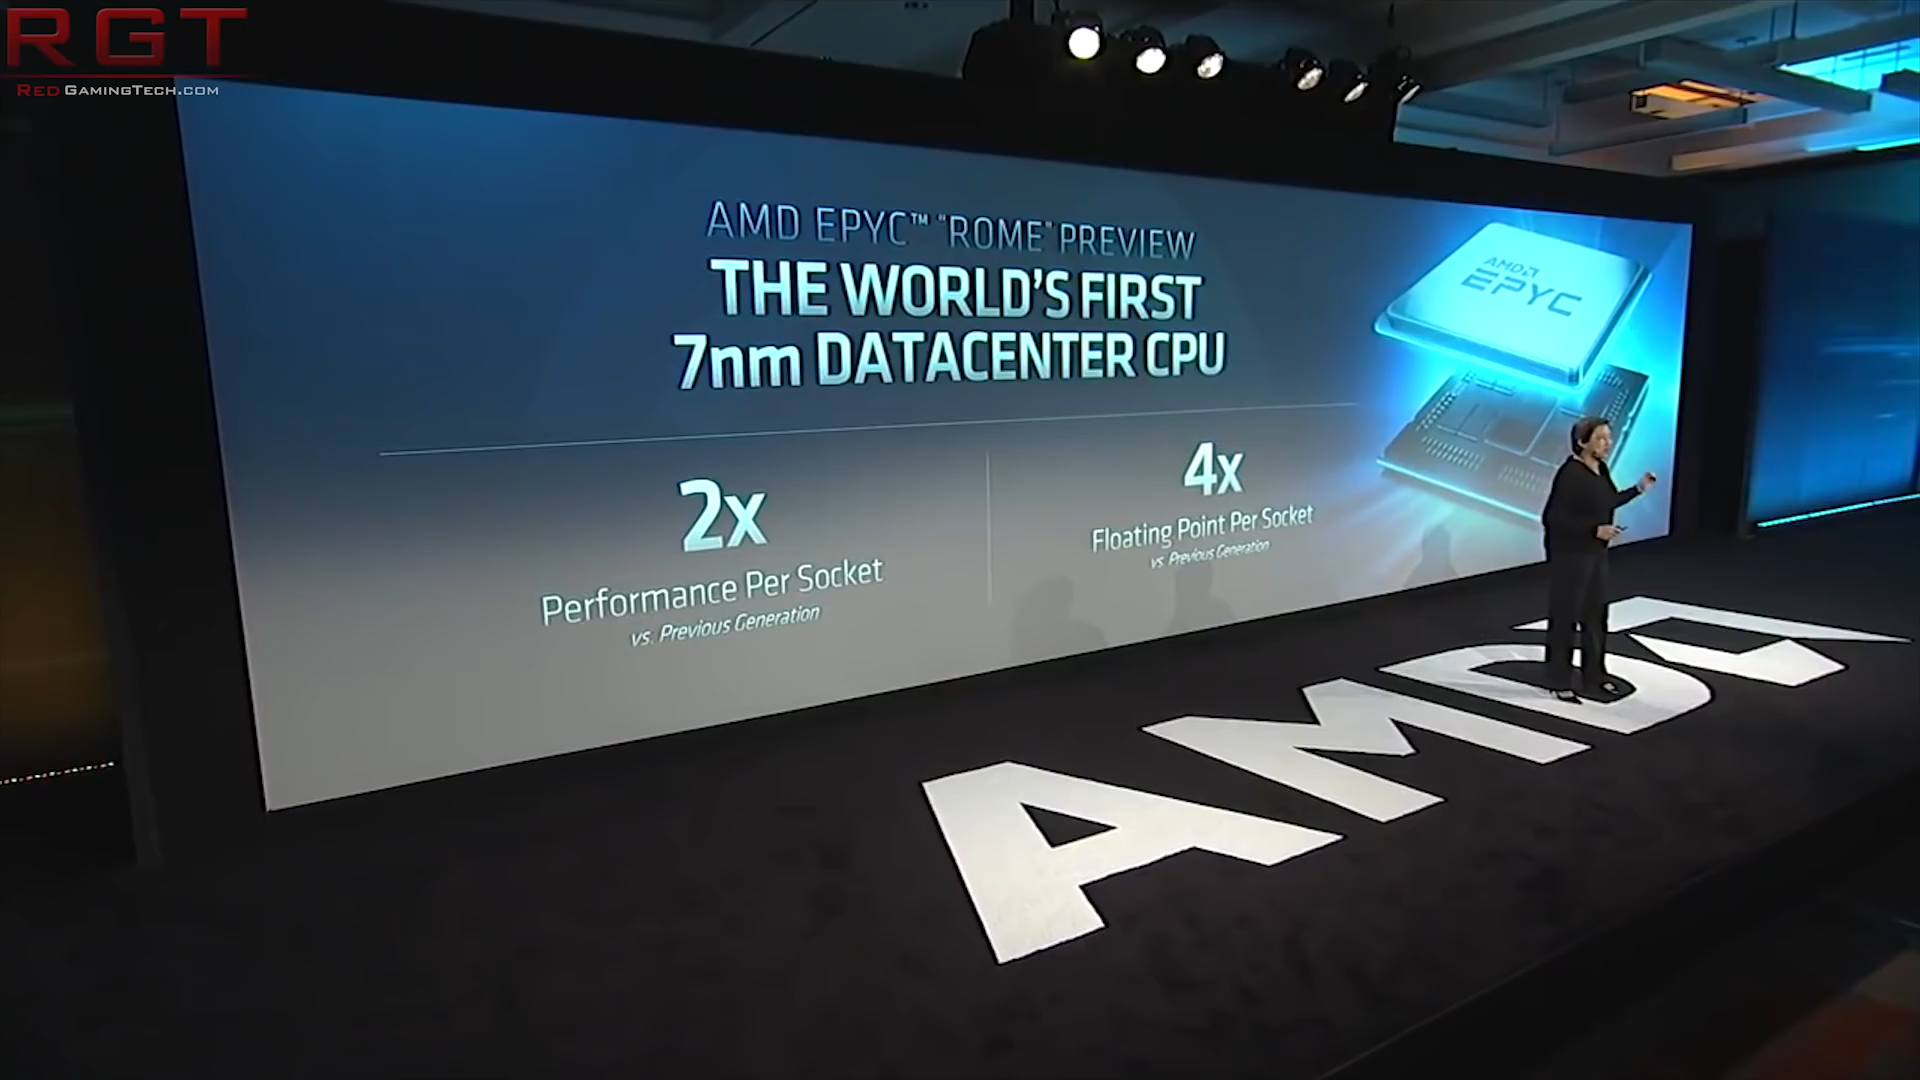 RGT
RedGamingTech.com
AMD EPYC™ "ROME" PREVIEW
THE WORLD'S FIRST
7nm DATACENTER CPU
AMD
EPYC
2x
Performance Per Socket
vs. Previous Generation
4x
Floating Point Per Socket
vs. Previous Generation
AMD